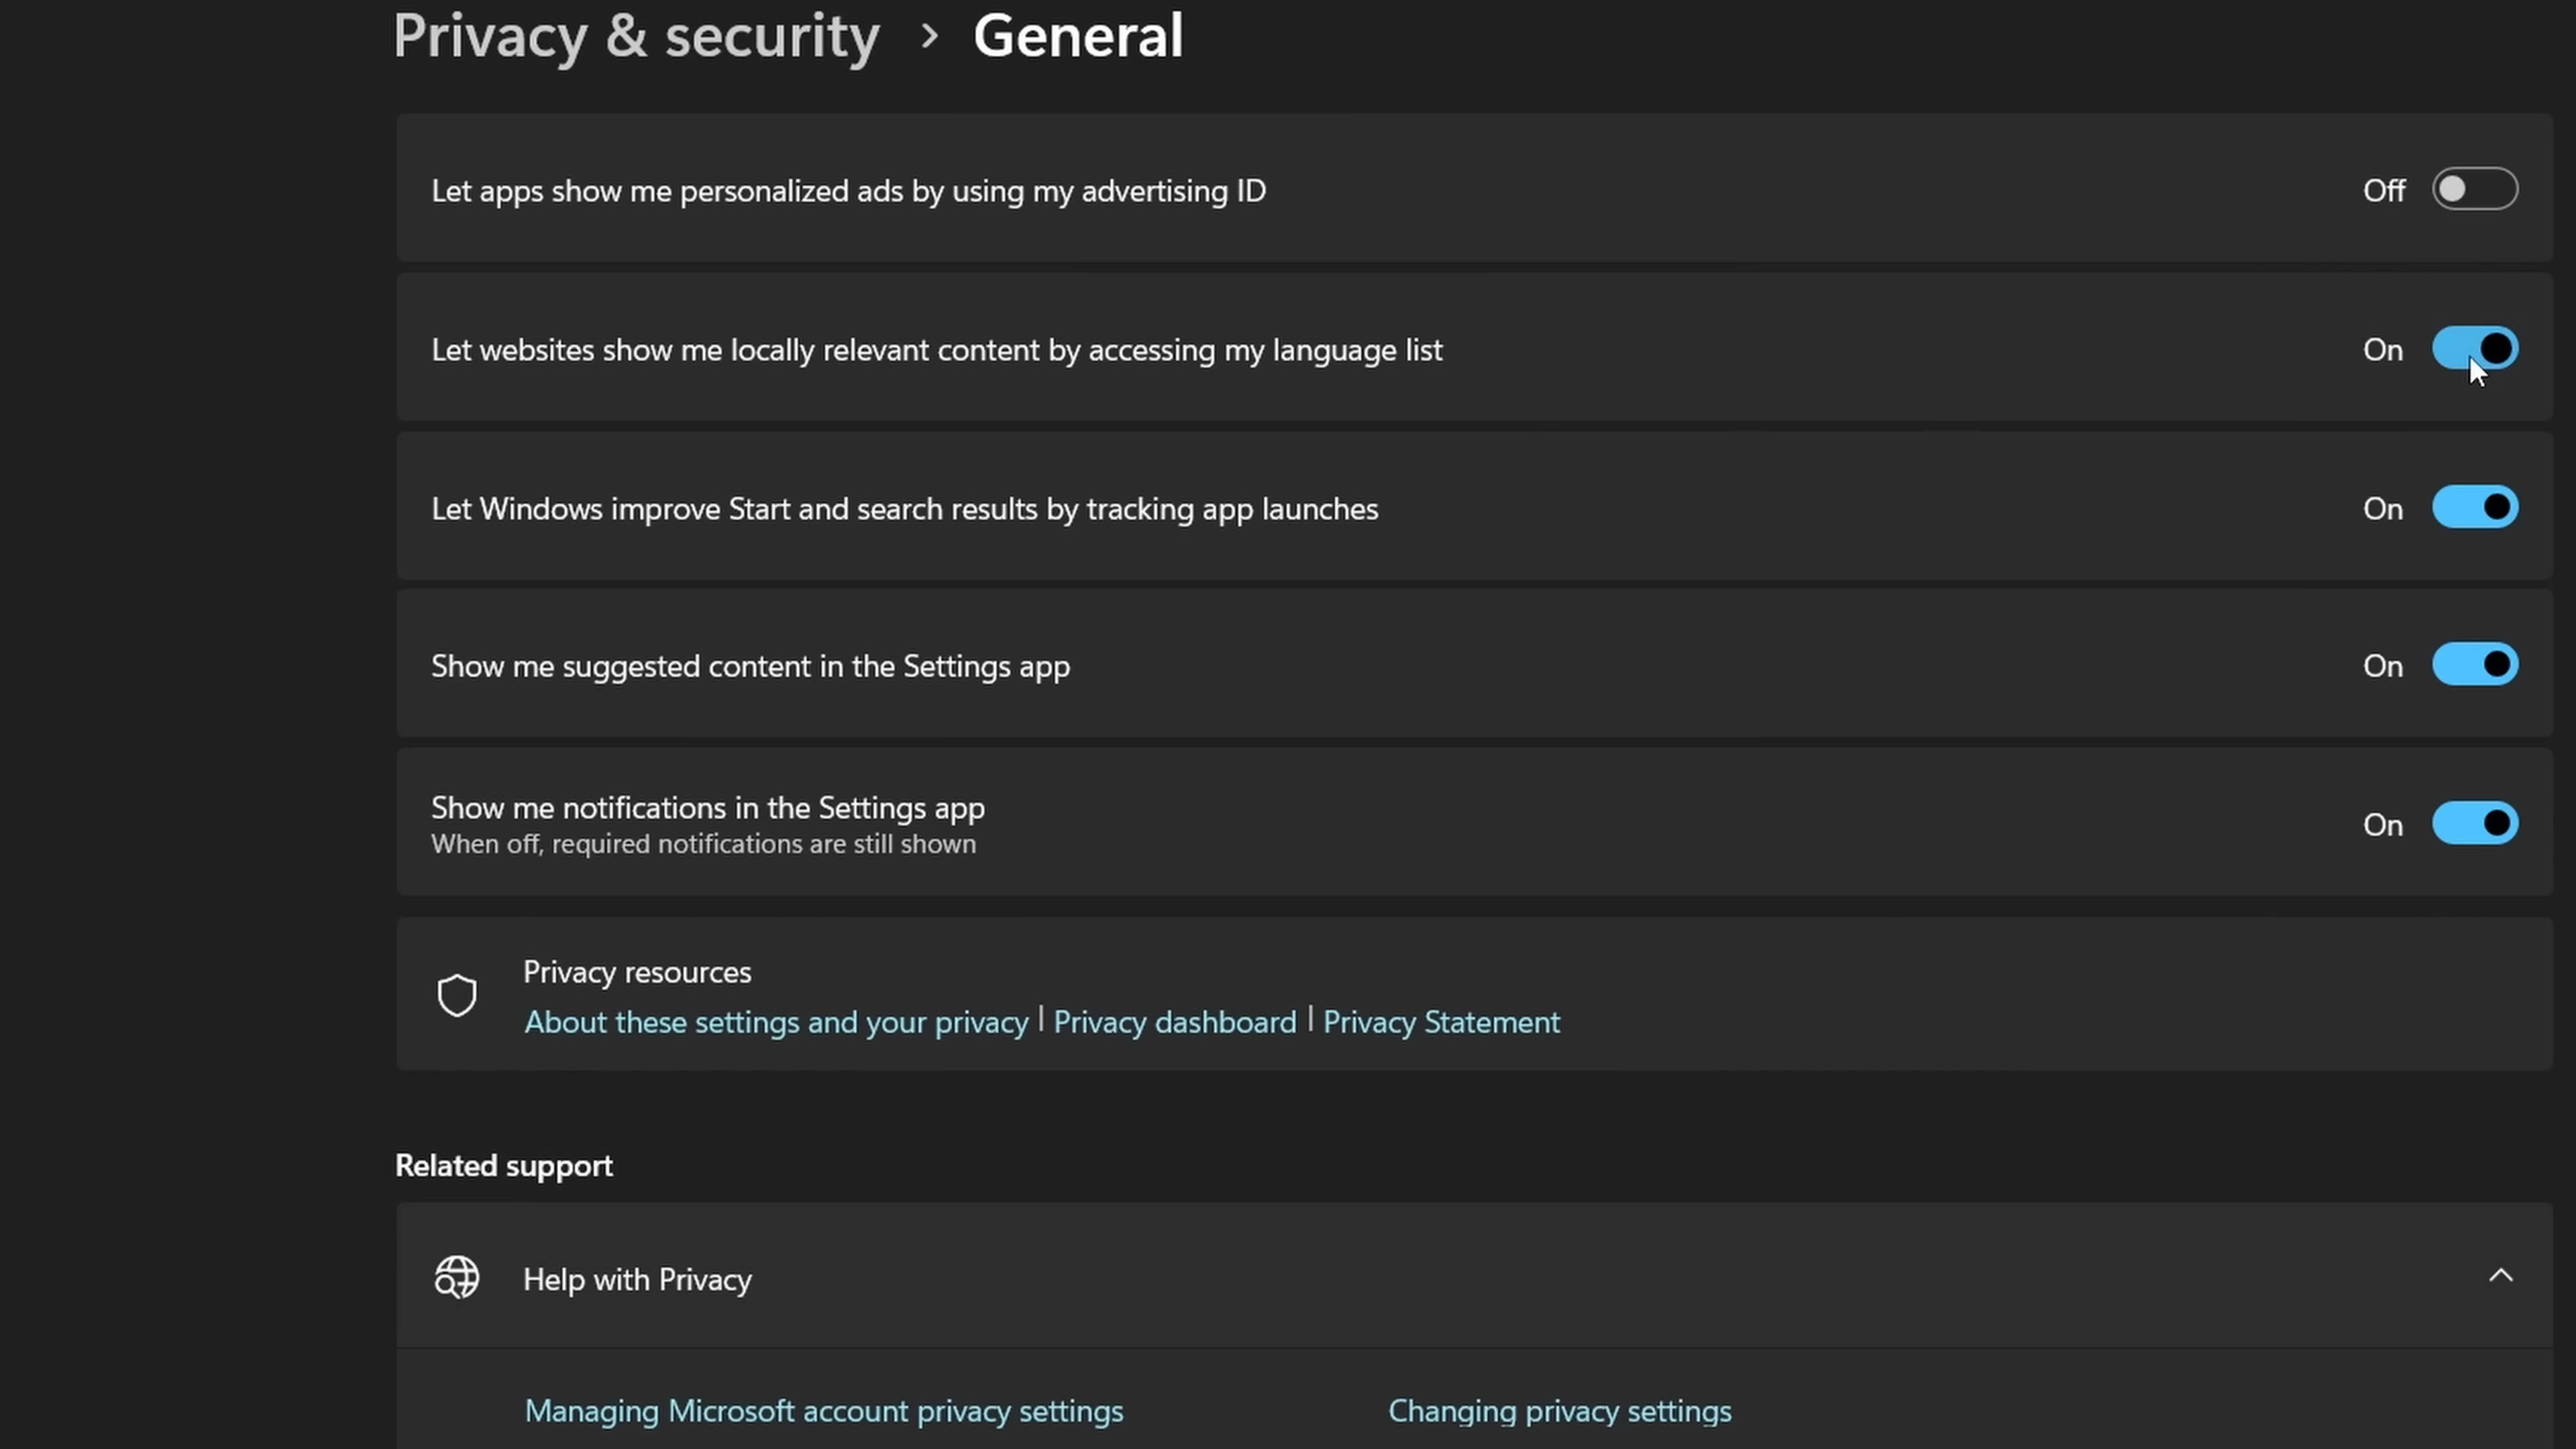 Privacy & security > General
Let apps show me personalized ads by using my advertising ID
Off
Let websites show me locally relevant content by accessing my language list
On
Let Windows improve Start and search results by tracking app launches
On
Show me suggested content in the Settings app
On
Show me notifications in the Settings app
When off, required notifications are still shown
On
Privacy resources
About these settings and your privacy | Privacy dashboard | Privacy Statement
Related support
Help with Privacy
Managing Microsoft account privacy settings
Changing privacy settings